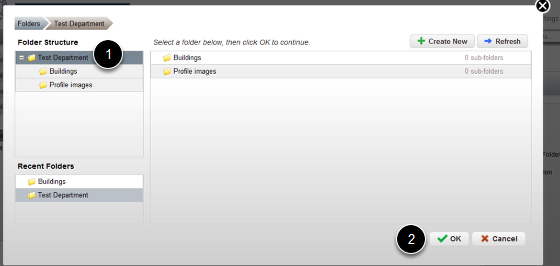 Folders Test Department
Folder Structure
Select a folder below, then click OK to continue.
Create New
Refresh
1
Test Department
Buildings
Profile images
Buildings 0 sub-folders
Profile images 0 sub-folders
Recent Folders
Buildings
Test Department
2
OK
Cancel